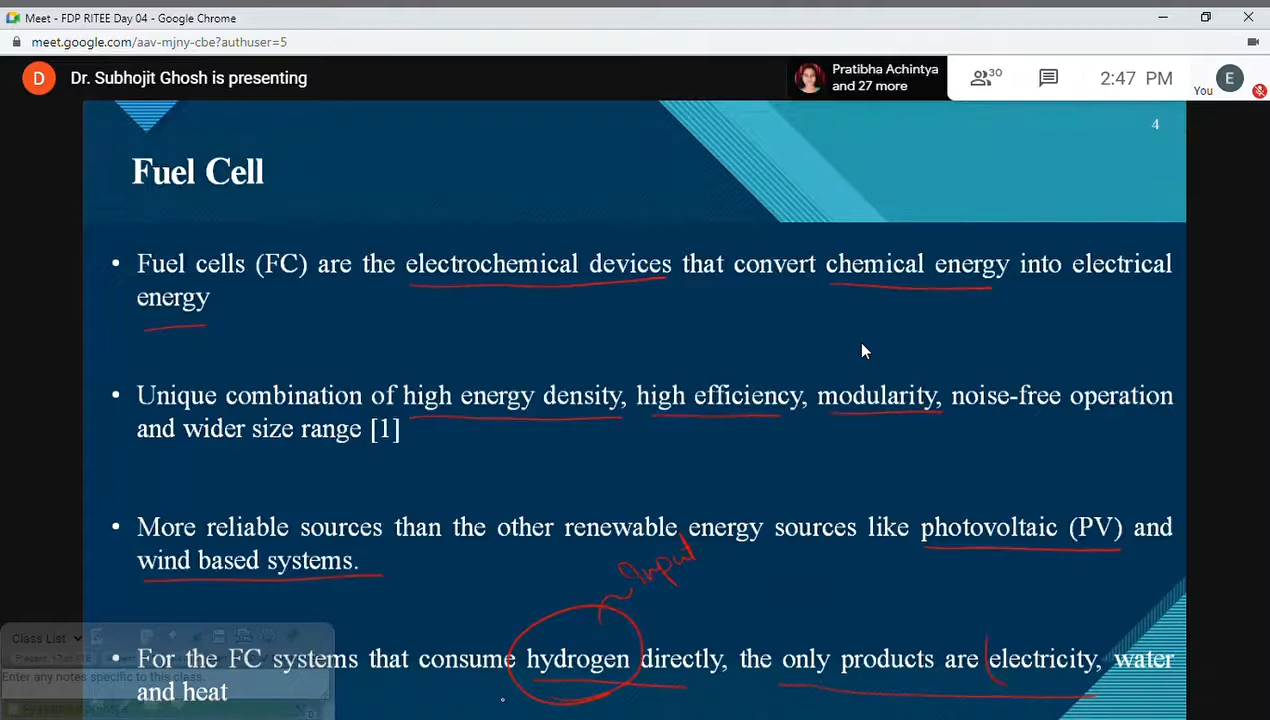 Meet - FDP RITEE Day 04 - Google Chrome
meet.google.com/aav-mjny-cbe?authuser=5
D
Dr. Subhojit Ghosh is presenting
Pratibha Achintya
and 27 more
30
2:47 PM
You
E
4
Fuel Cell
• Fuel cells (FC) are the electrochemical devices that convert chemical energy into electrical
energy
• Unique combination of high energy density, high efficiency, modularity, noise-free operation
and wider size range [1]
• More reliable sources than the other renewable energy sources like photovoltaic (PV) and
wind based systems.
Input
Class List
• For the FC systems that consume hydrogen directly, the only products are electricity, water
Enter any notes specific to this class.
and heat